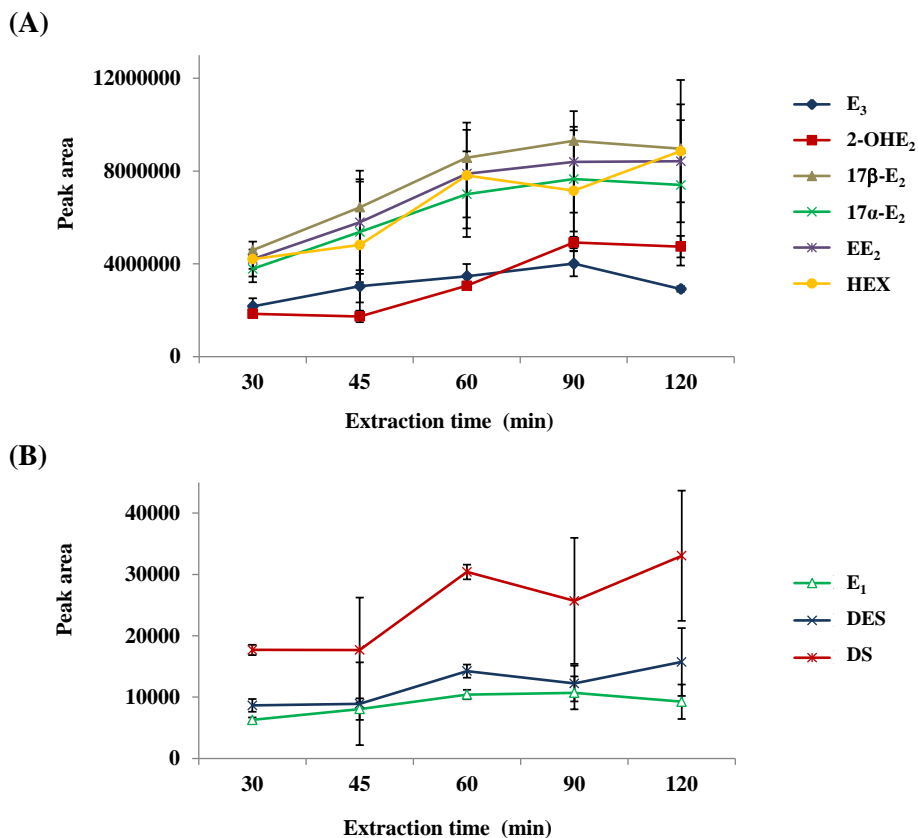 (A)
12000000
8000000
4000000
0
Peak area
30 45 60 90 120
Extraction time (min)
E₃
2-OHE₂
17β-E₂
17α-E₂
EE₂
HEX
(B)
40000
30000
20000
10000
0
Peak area
30 45 60 90 120
Extraction time (min)
E₁
DES
DS